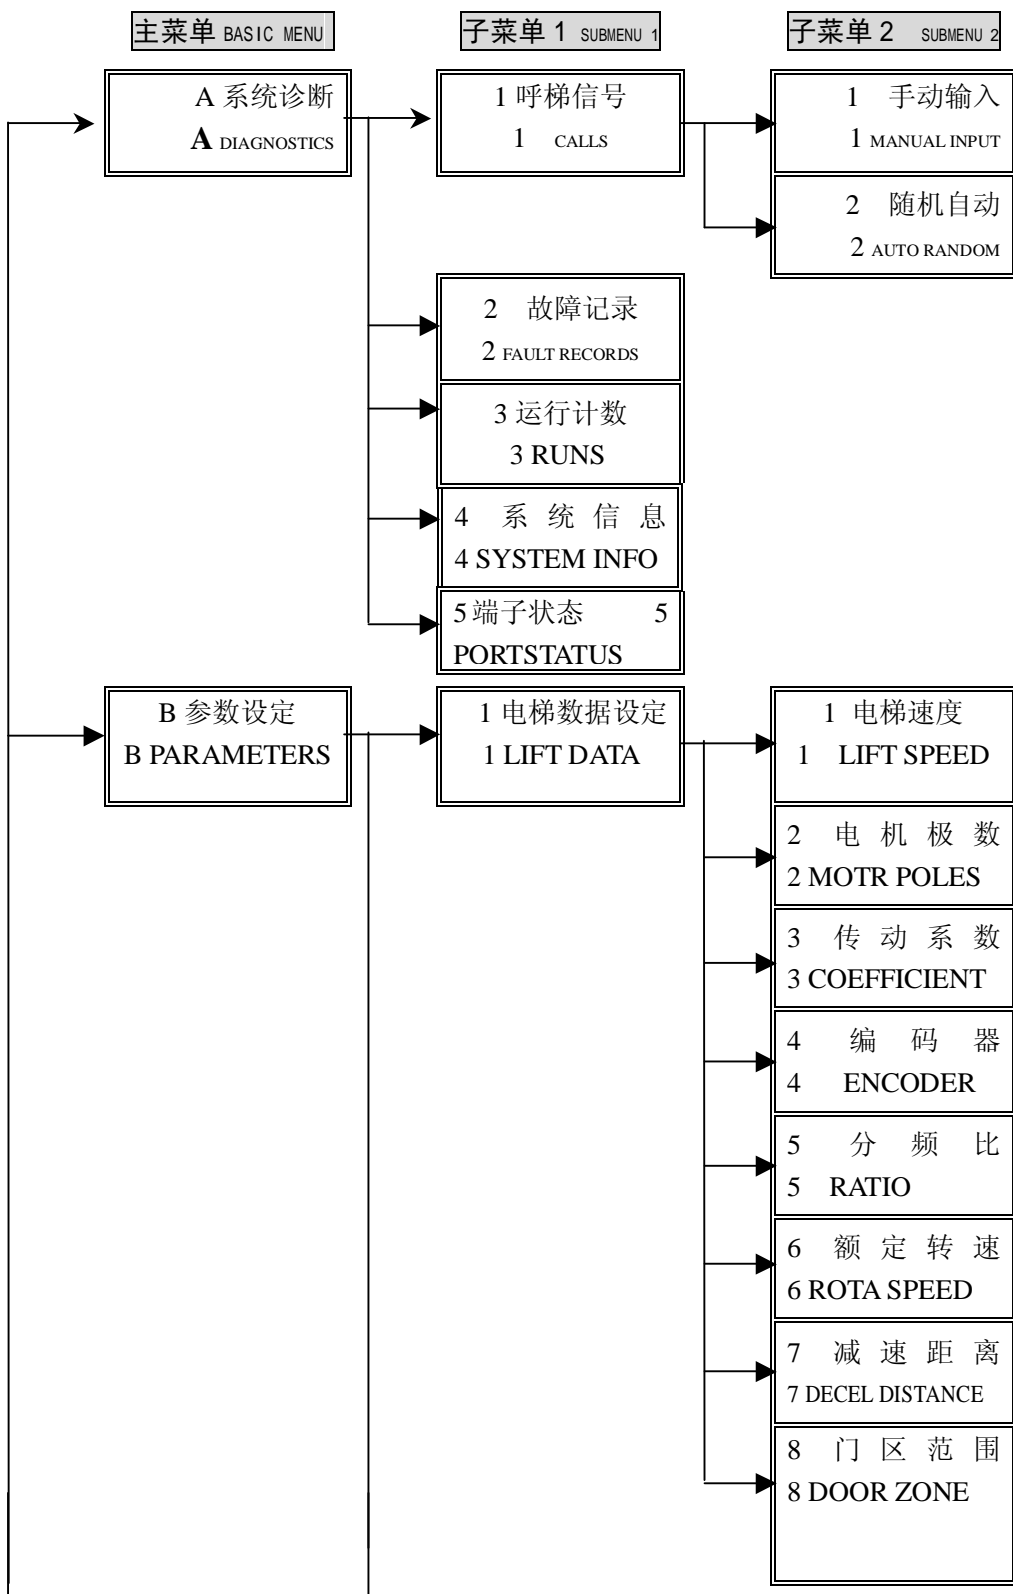 主菜单 BASIC MENU
子菜单 1 SUBMENU 1
子菜单 2 SUBMENU 2
A 系统诊断
A DIAGNOSTICS
1 呼梯信号
1 CALLS
1 手动输入
1 MANUAL INPUT
2 随机自动
2 AUTO RANDOM
2 故障记录
2 FAULT RECORDS
3 运行计数
3 RUNS
4 系 统 信 息
4 SYSTEM INFO
5 端子状态 5
PORTSTATUS
B 参数设定
B PARAMETERS
1 电梯数据设定
1 LIFT DATA
1 电梯速度
1 LIFT SPEED
2 电 机 极 数
2 MOTR POLES
3 传 动 系 数
3 COEFFICIENT
4 编 码 器
4 ENCODER
5 分 频 比
5 RATIO
6 额 定 转 速
6 ROTA SPEED
7 减 速 距 离
7 DECEL DISTANCE
8 门 区 范 围
8 DOOR ZONE